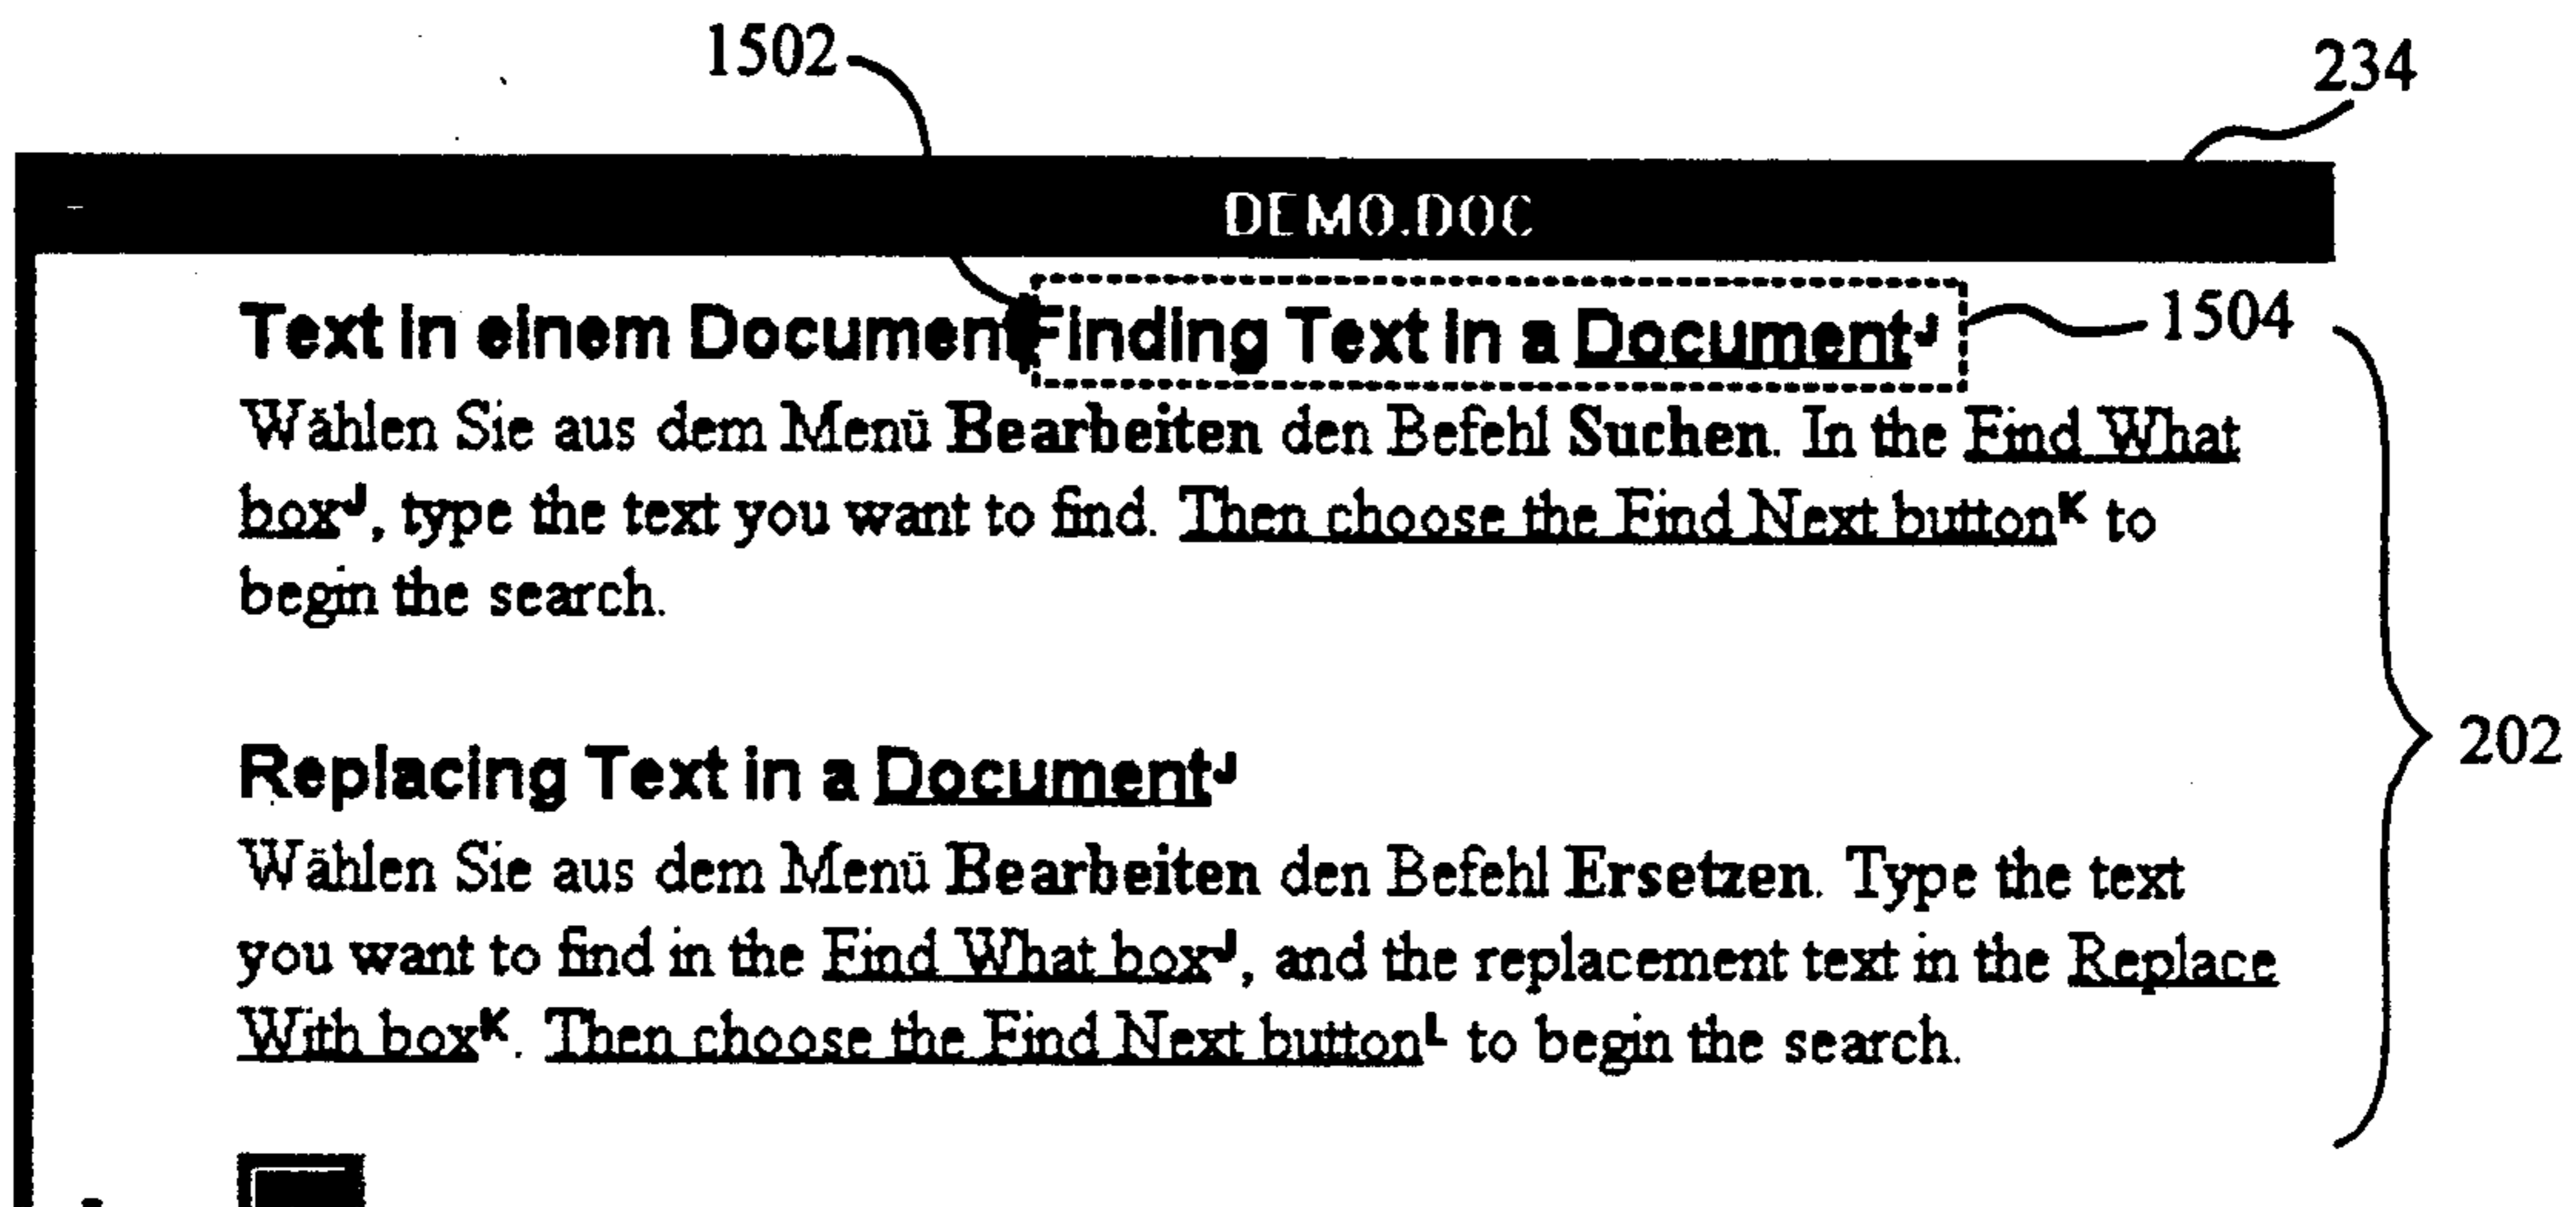 1502
234
DEMO.DOC
Text in einem Document Finding Text in a Documentᴶ
1504
Wählen Sie aus dem Menü Bearbeiten den Befehl Suchen. In the Find What
boxᴶ, type the text you want to find. Then choose the Find Next buttonᴷ to
begin the search.
202
Replacing Text in a Documentᴶ
Wählen Sie aus dem Menü Bearbeiten den Befehl Ersetzen. Type the text
you want to find in the Find What boxᴶ, and the replacement text in the Replace
With boxᴷ. Then choose the Find Next buttonᴸ to begin the search.